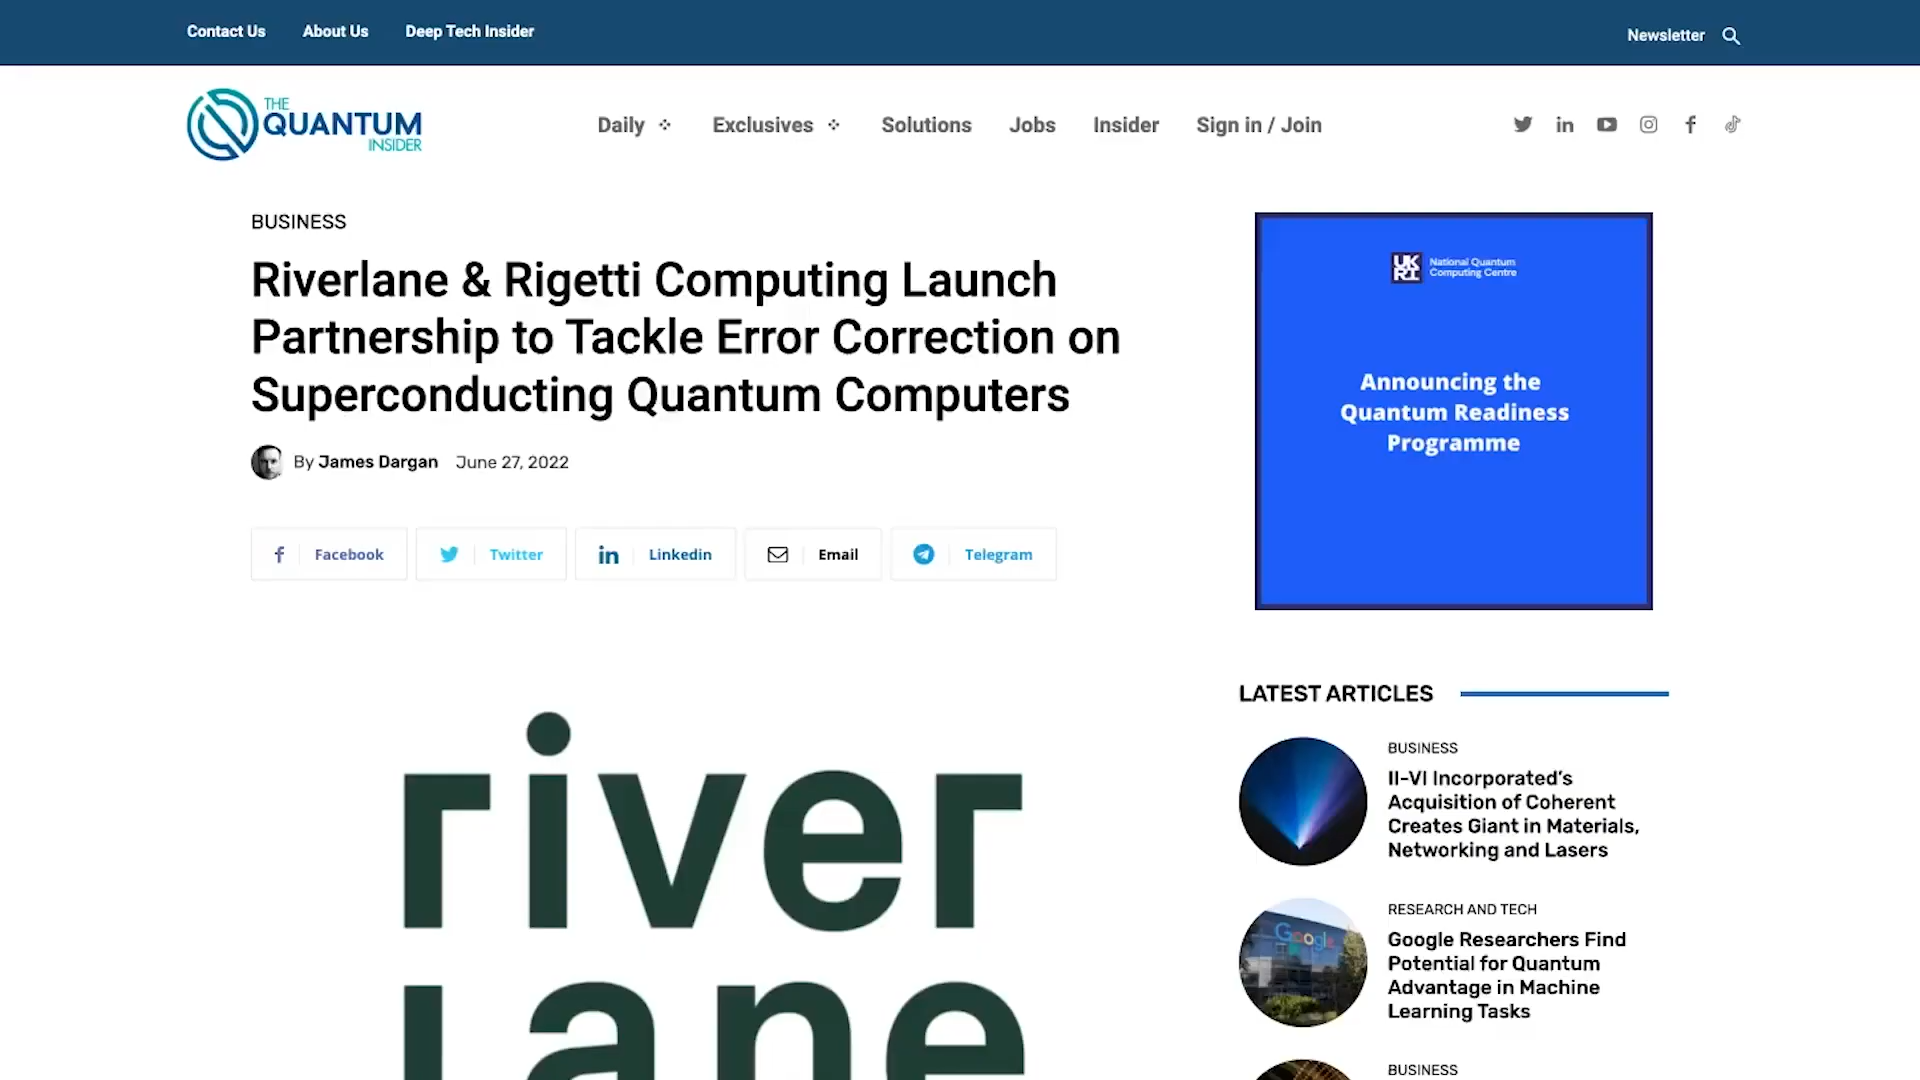 Contact Us
About Us
Deep Tech Insider
Newsletter
THE
QUANTUM
INSIDER
Daily
Exclusives
Solutions
Jobs
Insider
Sign in / Join
BUSINESS
Riverlane & Rigetti Computing Launch
Partnership to Tackle Error Correction on
Superconducting Quantum Computers
By James Dargan June 27, 2022
Facebook
Twitter
Linkedin
Email
Telegram
river
lane
UK
RI
National Quantum
Computing Centre
Announcing the
Quantum Readiness
Programme
LATEST ARTICLES
BUSINESS
II-VI Incorporated's
Acquisition of Coherent
Creates Giant in Materials,
Networking and Lasers
Google
RESEARCH AND TECH
Google Researchers Find
Potential for Quantum
Advantage in Machine
Learning Tasks
BUSINESS